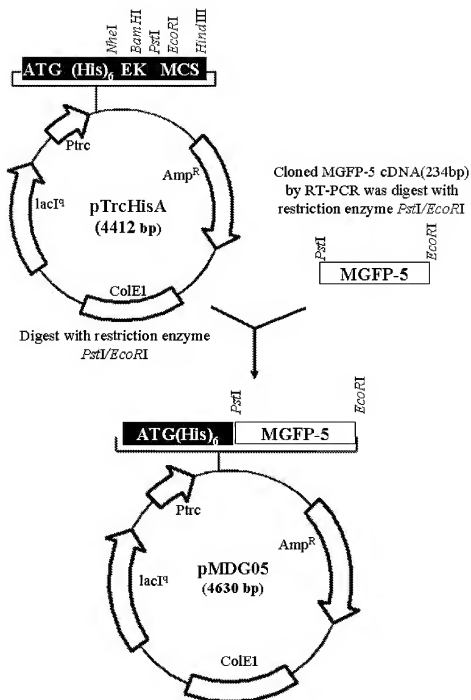 NheI
BamHI
PstI
EcoRI
HindIII
ATG (His)6 EK MCS
Ptrc
AmpR
lacIq
pTrcHisA
(4412 bp)
ColE1
Cloned MGFP-5 cDNA(234bp)
by RT-PCR was digest with
restriction enzyme PstI/EcoRI
PstI
EcoRI
MGFP-5
Digest with restriction enzyme
PstI/EcoRI
PstI
EcoRI
ATG(His)6 MGFP-5
Ptrc
AmpR
lacIq
pMDG05
(4630 bp)
ColE1